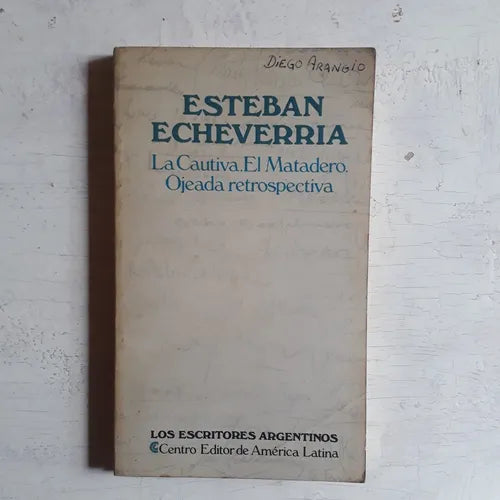 DIEGO ARANGIO
ESTEBAN
ECHEVERRIA
La Cautiva. El Matadero.
Ojeada retrospectiva
LOS ESCRITORES ARGENTINOS
Centro Editor de América Latina